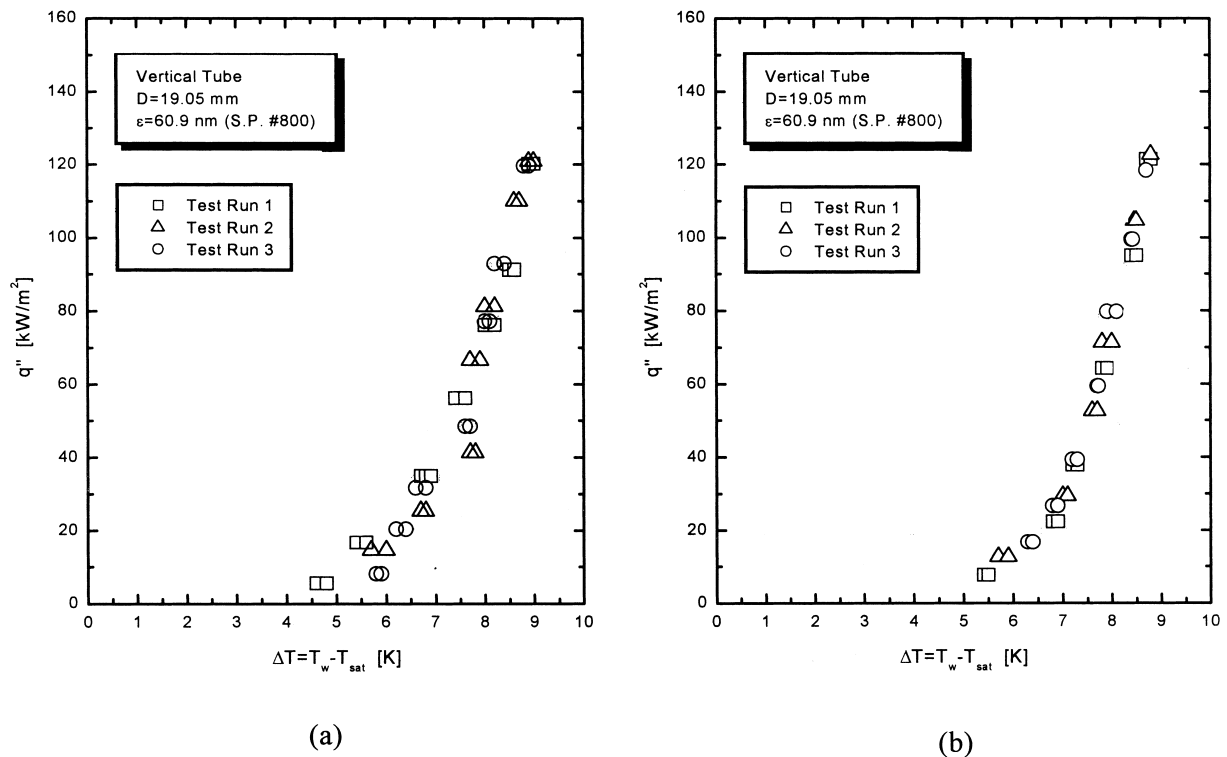 160
140
120
100
80
60
40
20
0
q" [kW/m²]
Vertical Tube
D=19.05 mm
ε=60.9 nm (S.P. #800)
Test Run 1
Test Run 2
Test Run 3
0 1 2 3 4 5 6 7 8 9 10
ΔT=T_w-T_sat [K]
(a)
160
140
120
100
80
60
40
20
0
q" [kW/m²]
Vertical Tube
D=19.05 mm
ε=60.9 nm (S.P. #800)
Test Run 1
Test Run 2
Test Run 3
0 1 2 3 4 5 6 7 8 9 10
ΔT=T_w-T_sat [K]
(b)